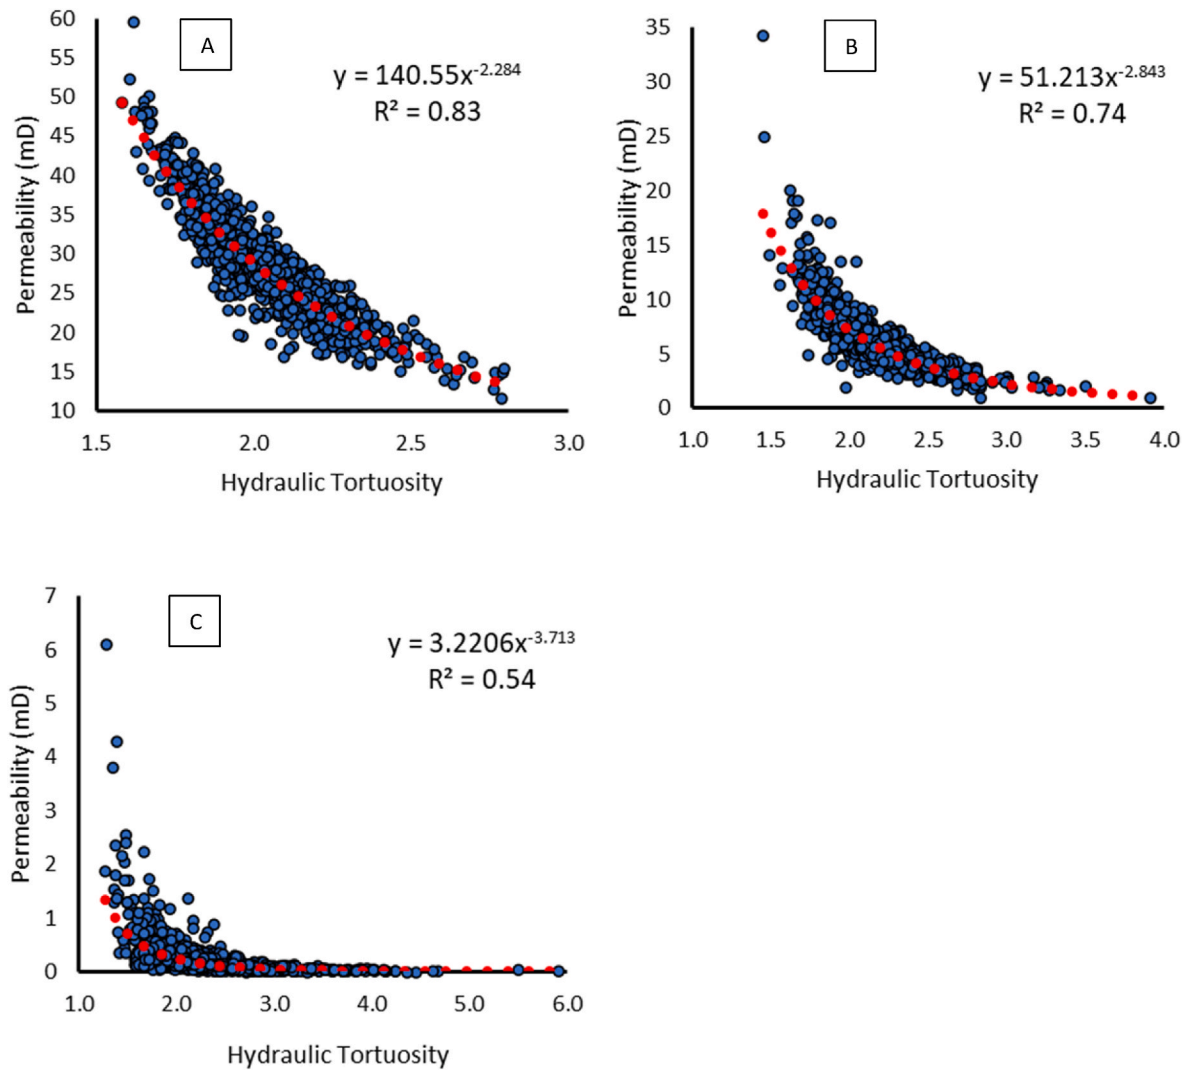 A
y = 140.55x^-2.284
R² = 0.83
Permeability (mD)
60
55
50
45
40
35
30
25
20
15
10
1.5 2.0 2.5 3.0
Hydraulic Tortuosity
B
y = 51.213x^-2.843
R² = 0.74
Permeability (mD)
35
30
25
20
15
10
5
0
1.0 1.5 2.0 2.5 3.0 3.5 4.0
Hydraulic Tortuosity
C
y = 3.2206x^-3.713
R² = 0.54
Permeability (mD)
7
6
5
4
3
2
1
0
1.0 2.0 3.0 4.0 5.0 6.0
Hydraulic Tortuosity